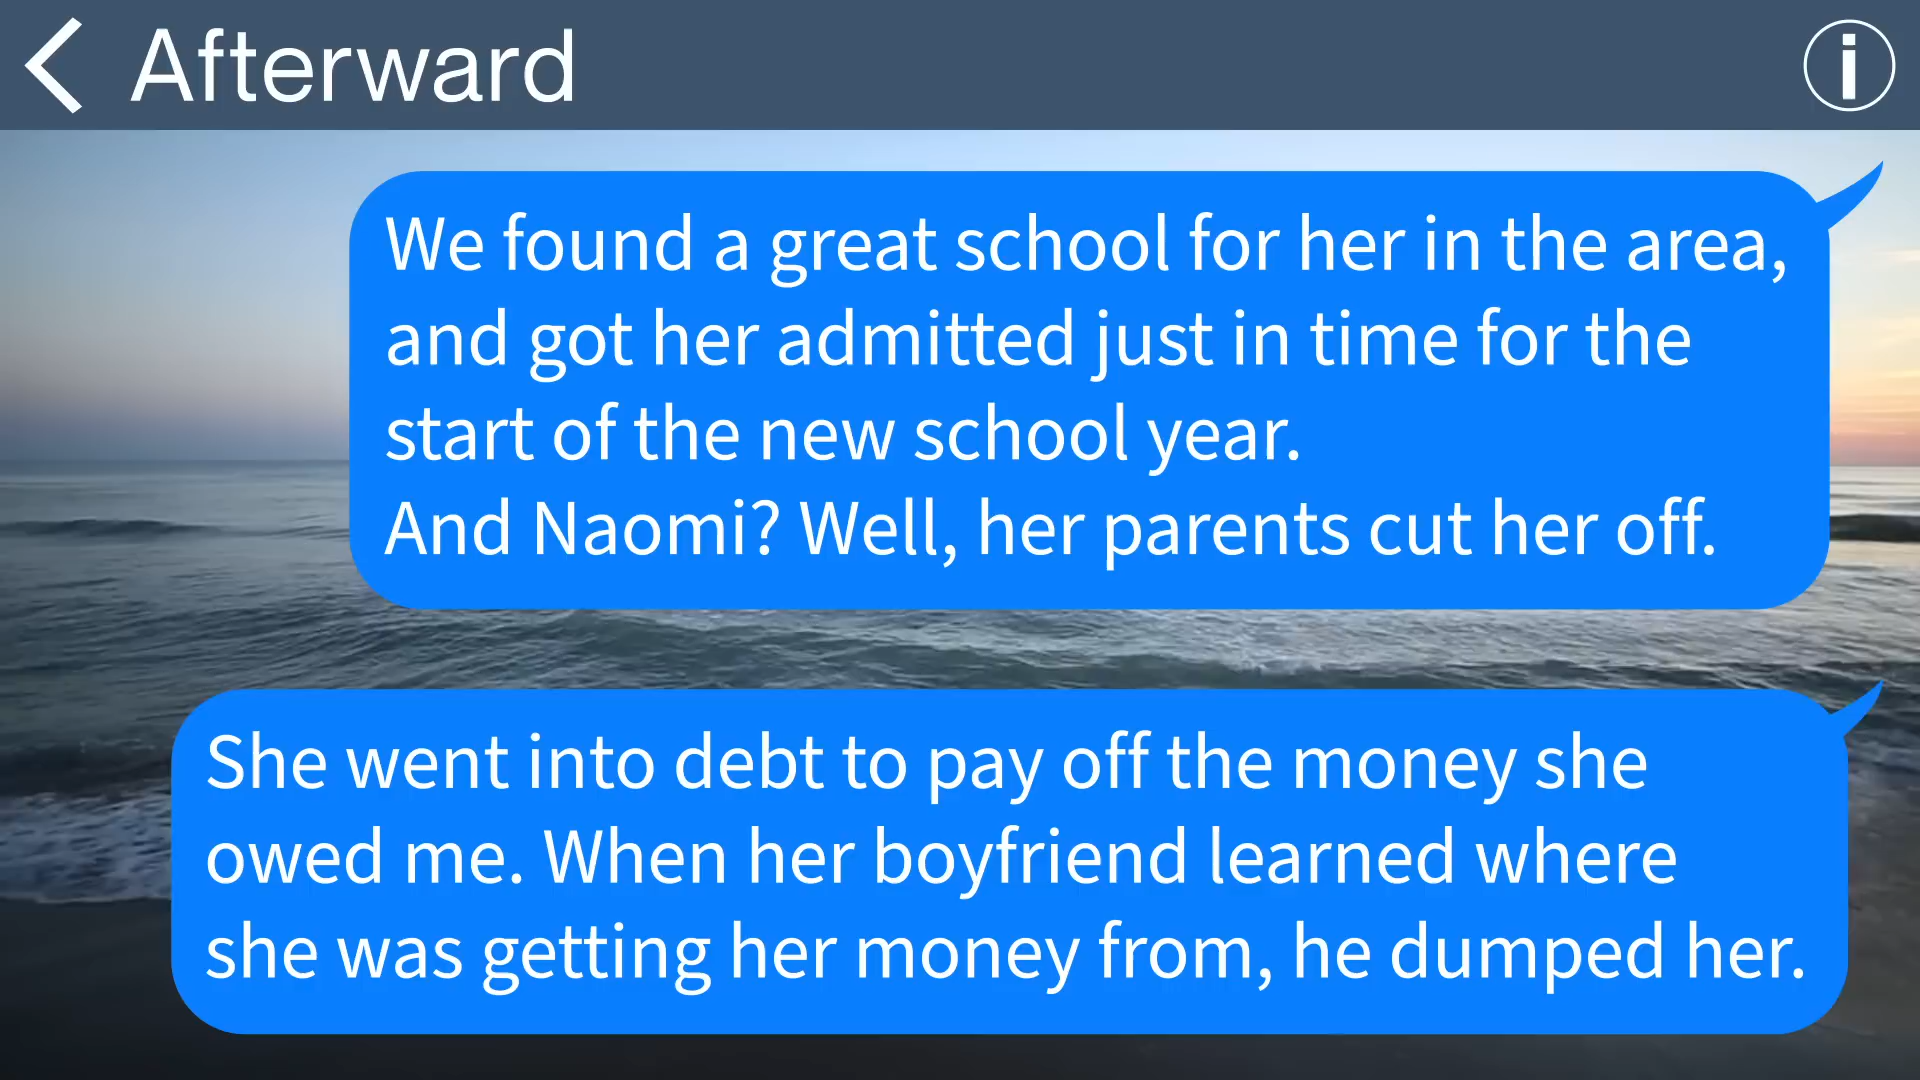 Afterward
We found a great school for her in the area,
and got her admitted just in time for the
start of the new school year.
And Naomi? Well, her parents cut her off.
She went into debt to pay off the money she
owed me. When her boyfriend learned where
she was getting her money from, he dumped her.